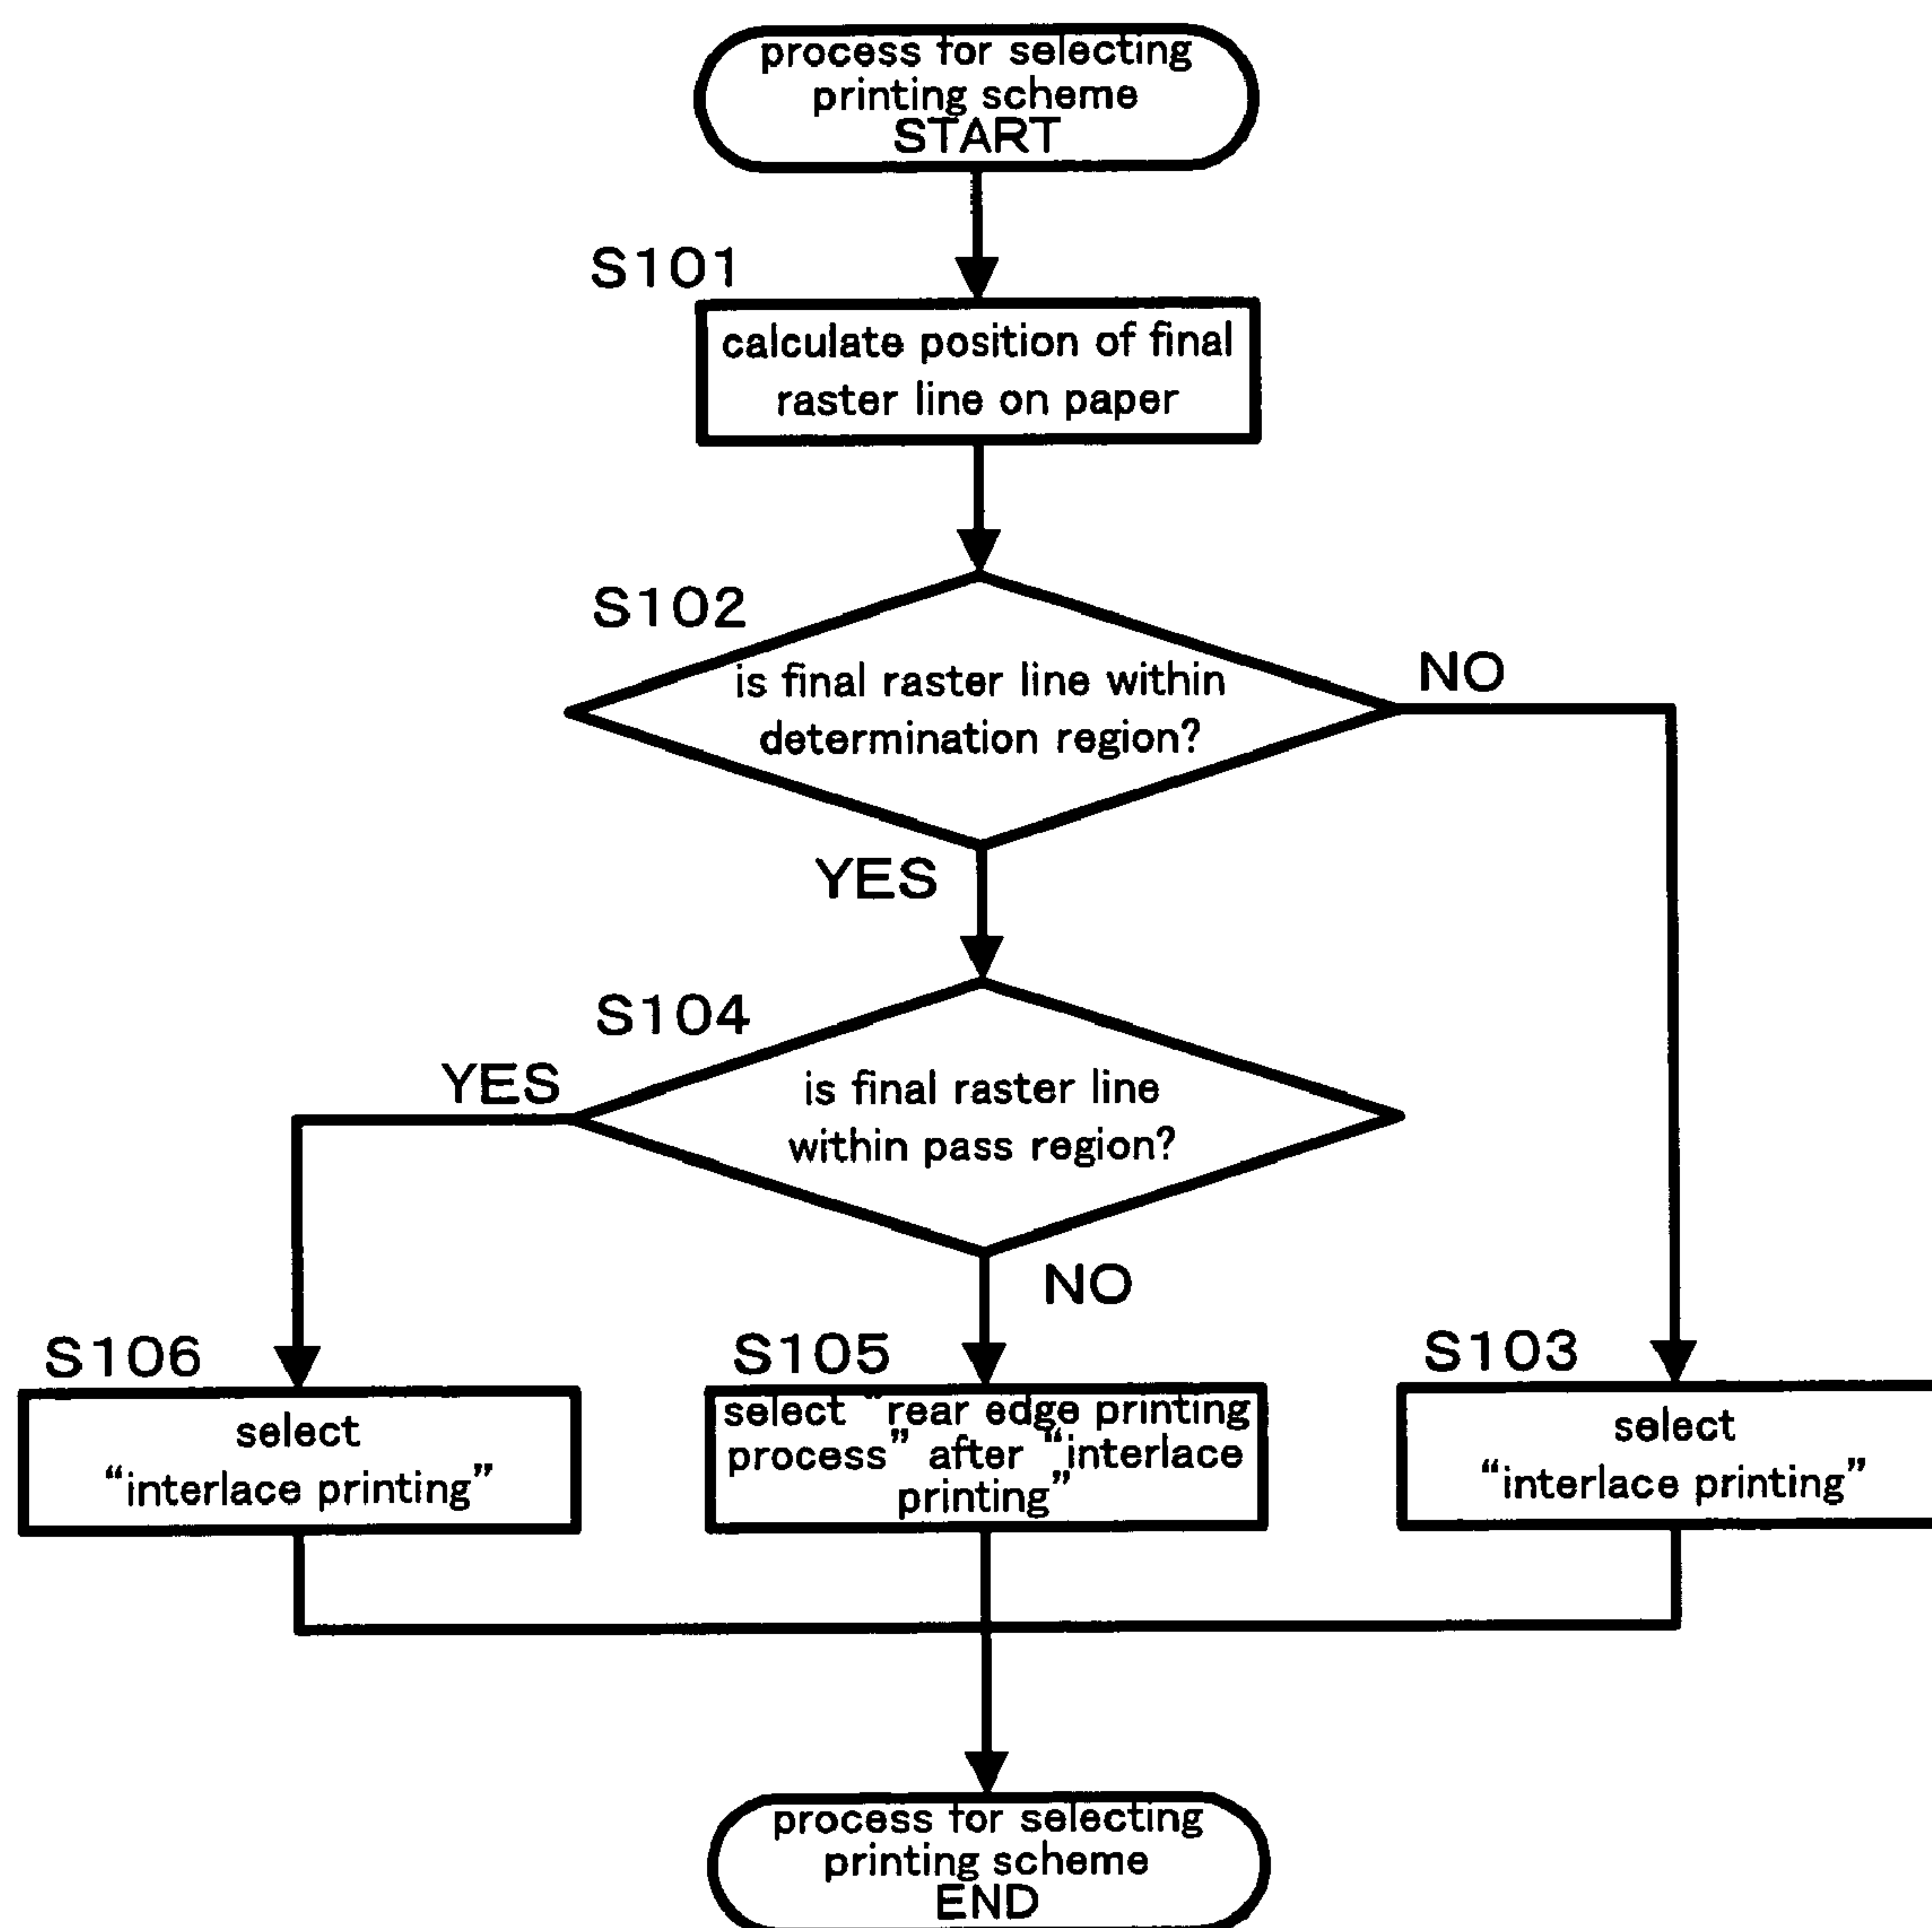 process for selecting
printing scheme
START
S101
calculate position of final
raster line on paper
S102
is final raster line within
determination region?
NO
YES
S104
is final raster line
within pass region?
YES
NO
S106
select
“interlace printing”
S105
select “rear edge printing
process” after “interlace
printing”
S103
select
“interlace printing”
process for selecting
printing scheme
END